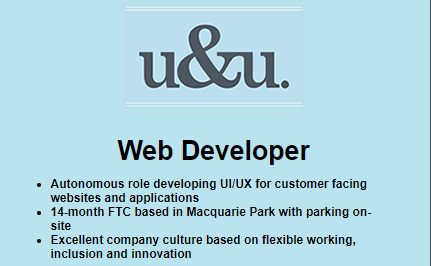 u&u.
Web Developer
• Autonomous role developing UI/UX for customer facing
websites and applications
• 14-month FTC based in Macquarie Park with parking on-
site
• Excellent company culture based on flexible working,
inclusion and innovation